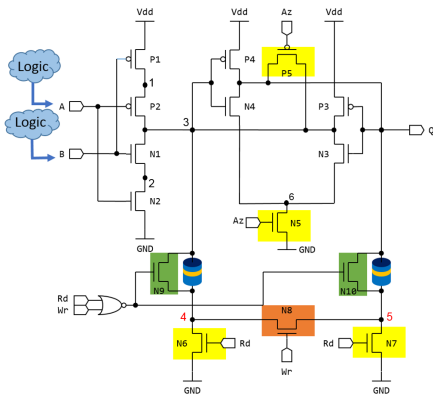 Vdd
Vdd
Az
Vdd
P1
P4
P5
Logic
1
A
P2
N4
P3
Logic
3
Q
B
N1
N3
2
N2
6
Az
N5
GND
GND
N9
N10
Rd
Wr
N8
4
5
N6
Rd
Rd
N7
Wr
GND
GND